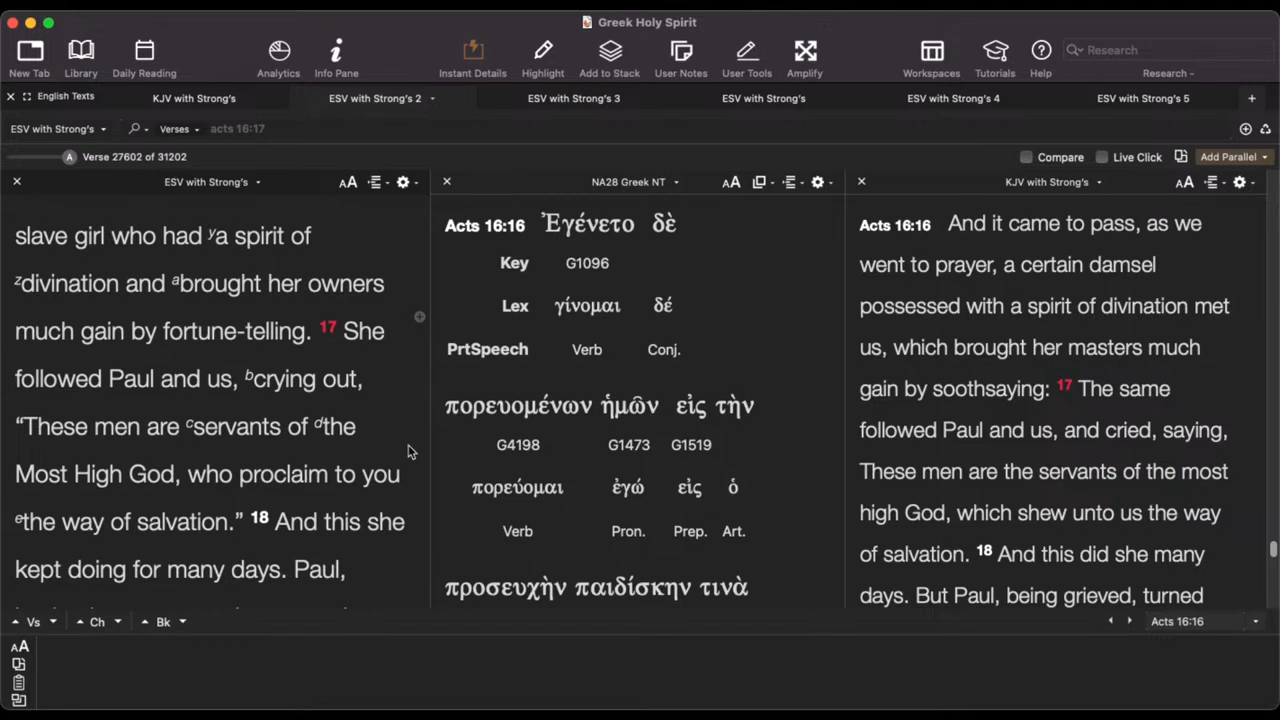 Greek Holy Spirit
New Tab Library Daily Reading Analytics Info Pane Instant Details Highlight Add to Stack User Notes User Tools Amplify Workspaces Tutorials Help Research
Research
English Texts KJV with Strong's ESV with Strong's 2 ESV with Strong's 3 ESV with Strong's ESV with Strong's 4 ESV with Strong's 5
ESV with Strong's Verses acts 16:17
A Verse 27602 of 31202 Compare Live Click Add Parallel
ESV with Strong's AA
slave girl who had ʸa spirit of
ᶻdivination and ᵃbrought her owners
much gain by fortune-telling. 17 She
followed Paul and us, ᵇcrying out,
“These men are ᶜservants of ᵈthe
Most High God, who proclaim to you
ᵉthe way of salvation.” 18 And this she
kept doing for many days. Paul,
NA28 Greek NT AA
Acts 16:16 Ἐγένετο δὲ
Key G1096
Lex γίνομαι δέ
PrtSpeech Verb Conj.
πορευομένων ἡμῶν εἰς τὴν
G4198 G1473 G1519
πορεύομαι ἐγώ εἰς ὁ
Verb Pron. Prep. Art.
προσευχὴν παιδίσκην τινὰ
KJV with Strong's AA
Acts 16:16 And it came to pass, as we
went to prayer, a certain damsel
possessed with a spirit of divination met
us, which brought her masters much
gain by soothsaying: 17 The same
followed Paul and us, and cried, saying,
These men are the servants of the most
high God, which shew unto us the way
of salvation. 18 And this did she many
days. But Paul, being grieved, turned
Vs Ch Bk Acts 16:16
AA